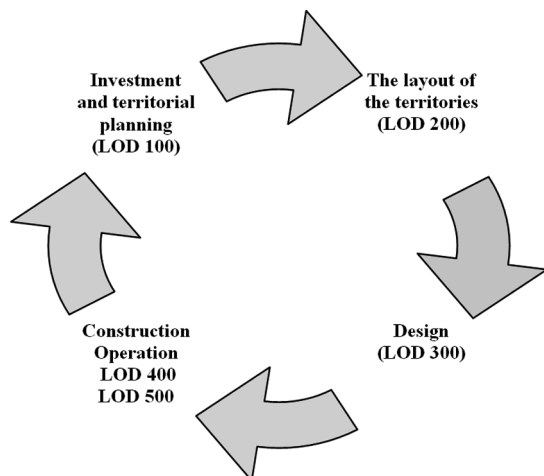 Investment
and territorial
planning
(LOD 100)
The layout of
the territories
(LOD 200)
Design
(LOD 300)
Construction
Operation
LOD 400
LOD 500